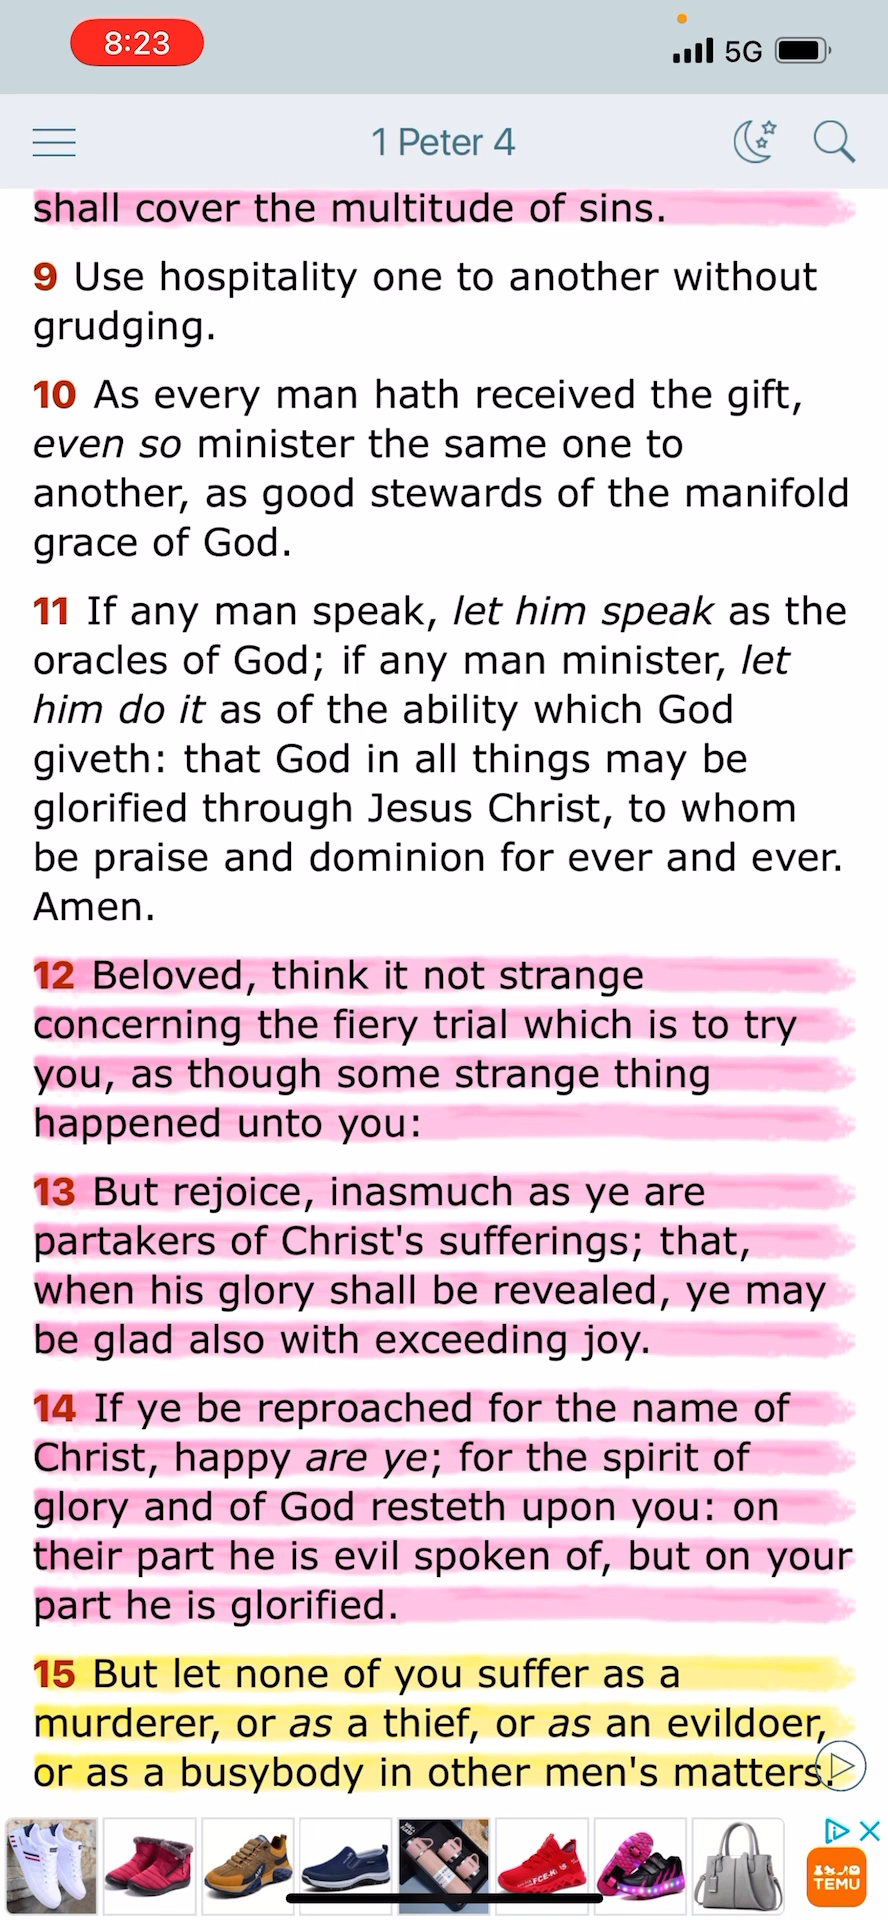 8:23
5G
1 Peter 4
shall cover the multitude of sins.
9 Use hospitality one to another without
grudging.
10 As every man hath received the gift,
even so minister the same one to
another, as good stewards of the manifold
grace of God.
11 If any man speak, let him speak as the
oracles of God; if any man minister, let
him do it as of the ability which God
giveth: that God in all things may be
glorified through Jesus Christ, to whom
be praise and dominion for ever and ever.
Amen.
12 Beloved, think it not strange
concerning the fiery trial which is to try
you, as though some strange thing
happened unto you:
13 But rejoice, inasmuch as ye are
partakers of Christ's sufferings; that,
when his glory shall be revealed, ye may
be glad also with exceeding joy.
14 If ye be reproached for the name of
Christ, happy are ye; for the spirit of
glory and of God resteth upon you: on
their part he is evil spoken of, but on your
part he is glorified.
15 But let none of you suffer as a
murderer, or as a thief, or as an evildoer,
or as a busybody in other men's matters.
TEMU